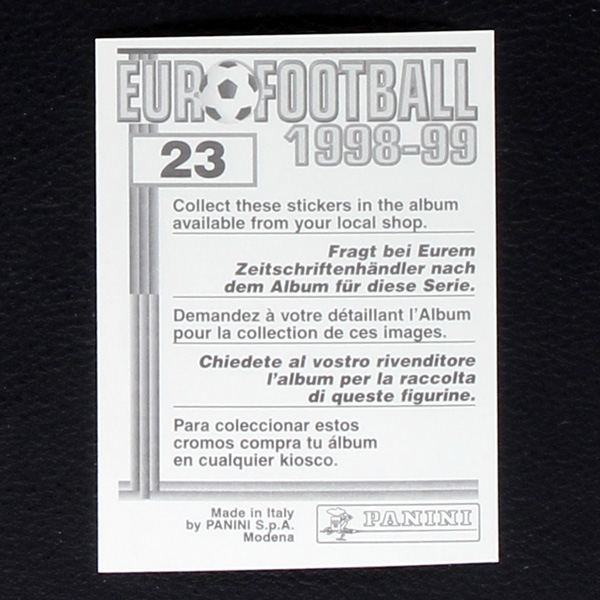 EUROFOOTBALL
1998-99
23
Collect these stickers in the album
available from your local shop.
Fragt bei Eurem
Zeitschriftenhändler nach
dem Album für diese Serie.
Demandez à votre détaillant l'Album
pour la collection de ces images.
Chiedete al vostro rivenditore
l'album per la raccolta
di queste figurine.
Para coleccionar estos
cromos compra tu álbum
en cualquier kiosco.
Made in Italy
by PANINI S.p.A.
Modena
PANINI